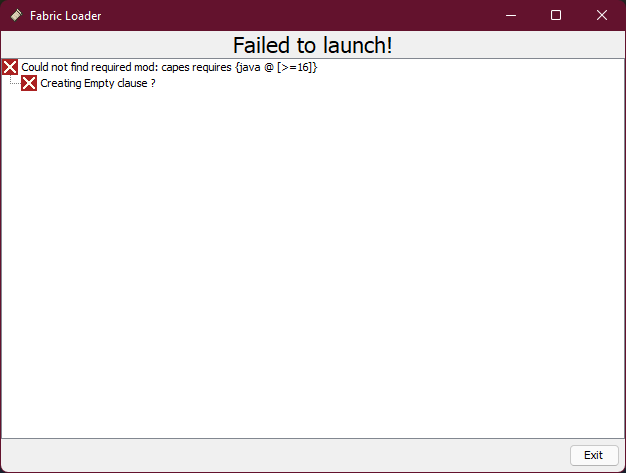 Fabric Loader
Failed to launch!
Could not find required mod: capes requires {java @ [>=16]}
Creating Empty clause ?
Exit